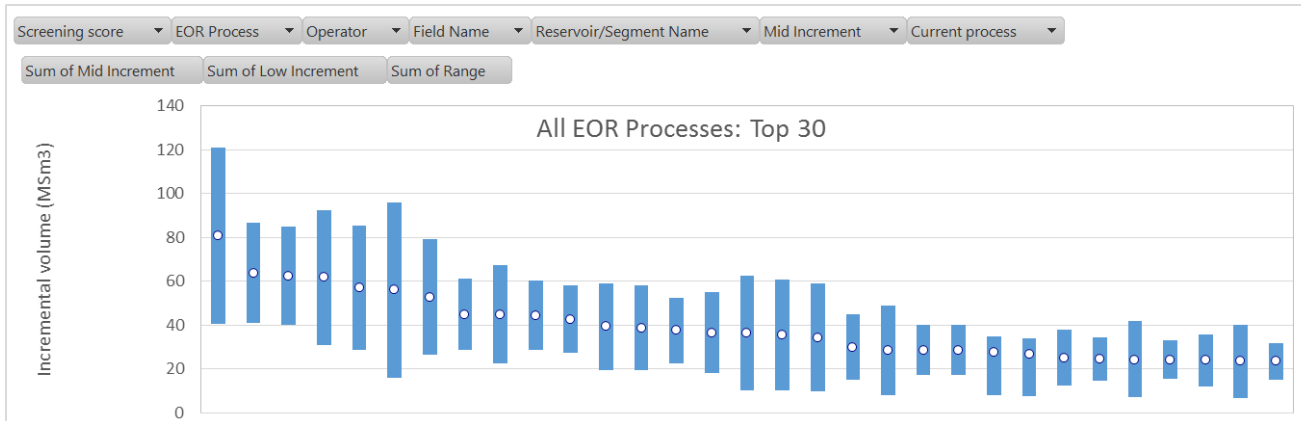 Screening score EOR Process Operator Field Name Reservoir/Segment Name Mid Increment Current process
Sum of Mid Increment Sum of Low Increment Sum of Range
All EOR Processes: Top 30
Incremental volume (MSm3)
140
120
100
80
60
40
20
0